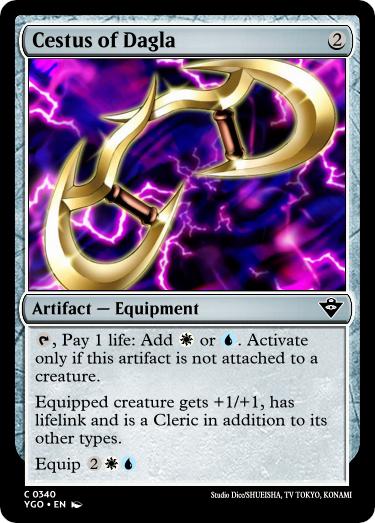 Cestus of Dagla 2
Artifact — Equipment
, Pay 1 life: Add or . Activate
only if this artifact is not attached to a
creature.
Equipped creature gets +1/+1, has
lifelink and is a Cleric in addition to its
other types.
Equip 2
C 0340
YGO • EN Studio Dice/SHUEISHA, TV TOKYO, KONAMI